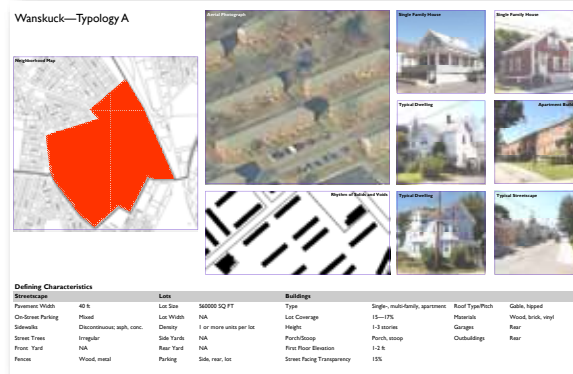 Wanskuck—Typology A
Neighborhood Map
Aerial Photograph
Single Family House
Single Family House
Typical Dwelling
Apartment Buil
Rhythm of Solids and Voids
Typical Dwelling
Typical Streetscape
Defining Characteristics
Streetscape Lots Buildings
Pavement Width 40 ft Lot Size 560000 SQ FT Type Single-, multi-family, apartment Roof Type/Pitch Gable, hipped
On-Street Parking Mixed Lot Width NA Lot Coverage 15—17% Materials Wood, brick, vinyl
Sidewalks Discontinuous; asph, conc. Density 1 or more units per lot Height 1-3 stories Garages Rear
Street Trees Irregular Side Yards NA Porch/Stoop Porch, stoop Outbuildings Rear
Front Yard NA Rear Yard NA First Floor Elevation 1-2 ft
Fences Wood, metal Parking Side, rear, lot Street Facing Transparency 15%